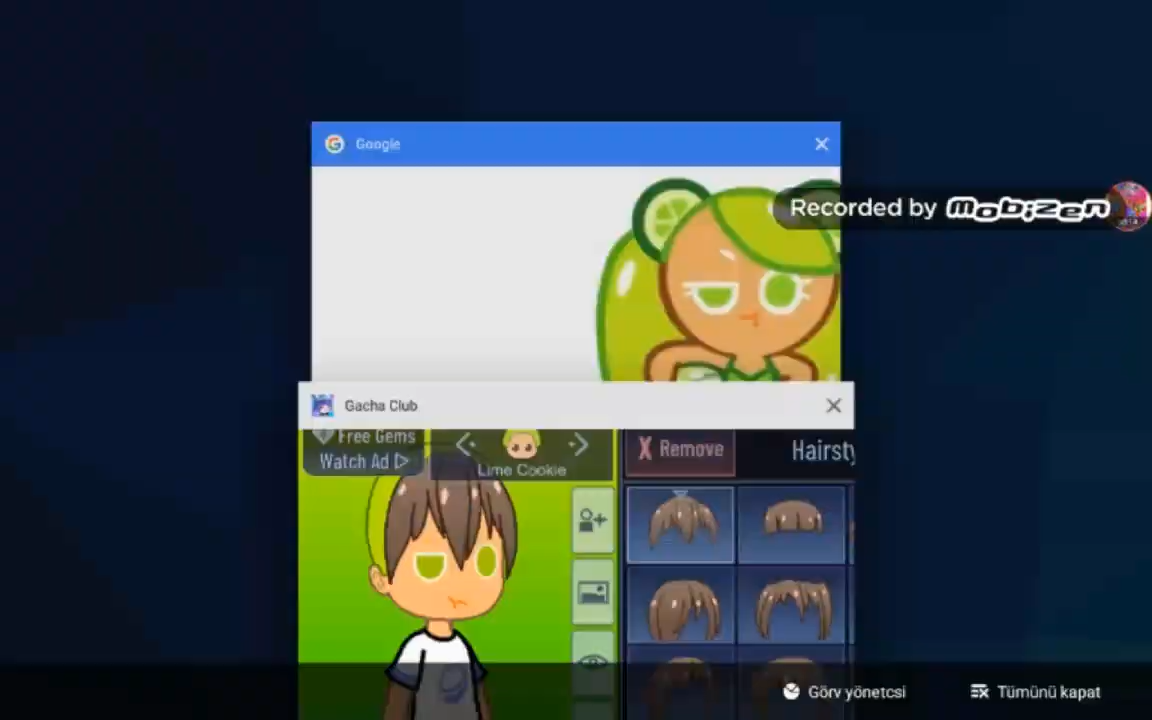 Google
Recorded by Mobizen
Gacha Club
Free Gems
Watch Ad
Lime Cookie
X Remove
Hairsty
Görv yönetcsi
Tümünü kapat